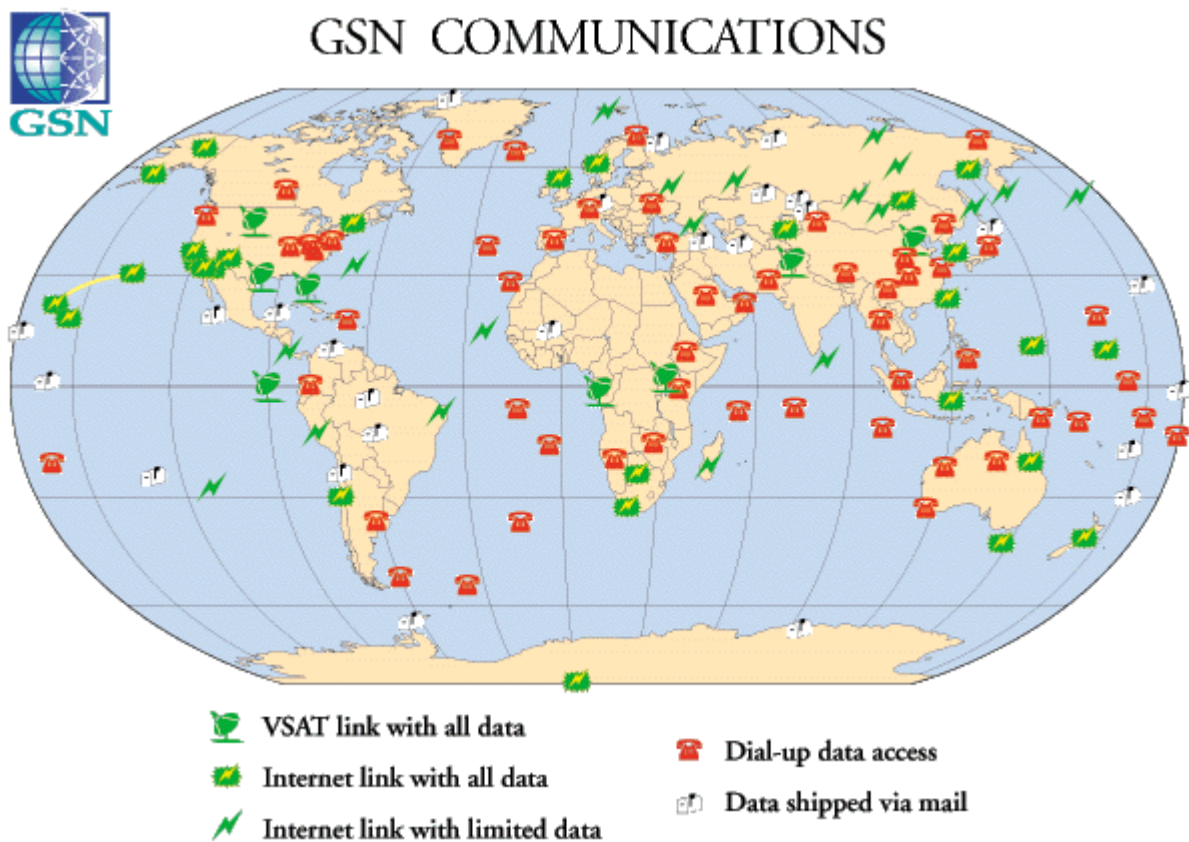 GSN COMMUNICATIONS
GSN
VSAT link with all data
Internet link with all data
Internet link with limited data
Dial-up data access
Data shipped via mail